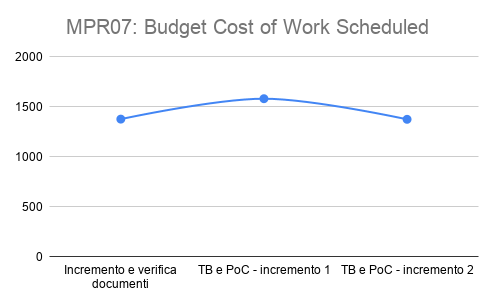 MPR07: Budget Cost of Work Scheduled
2000
1500
1000
500
0
Incremento e verifica
documenti
TB e PoC - incremento 1
TB e PoC - incremento 2